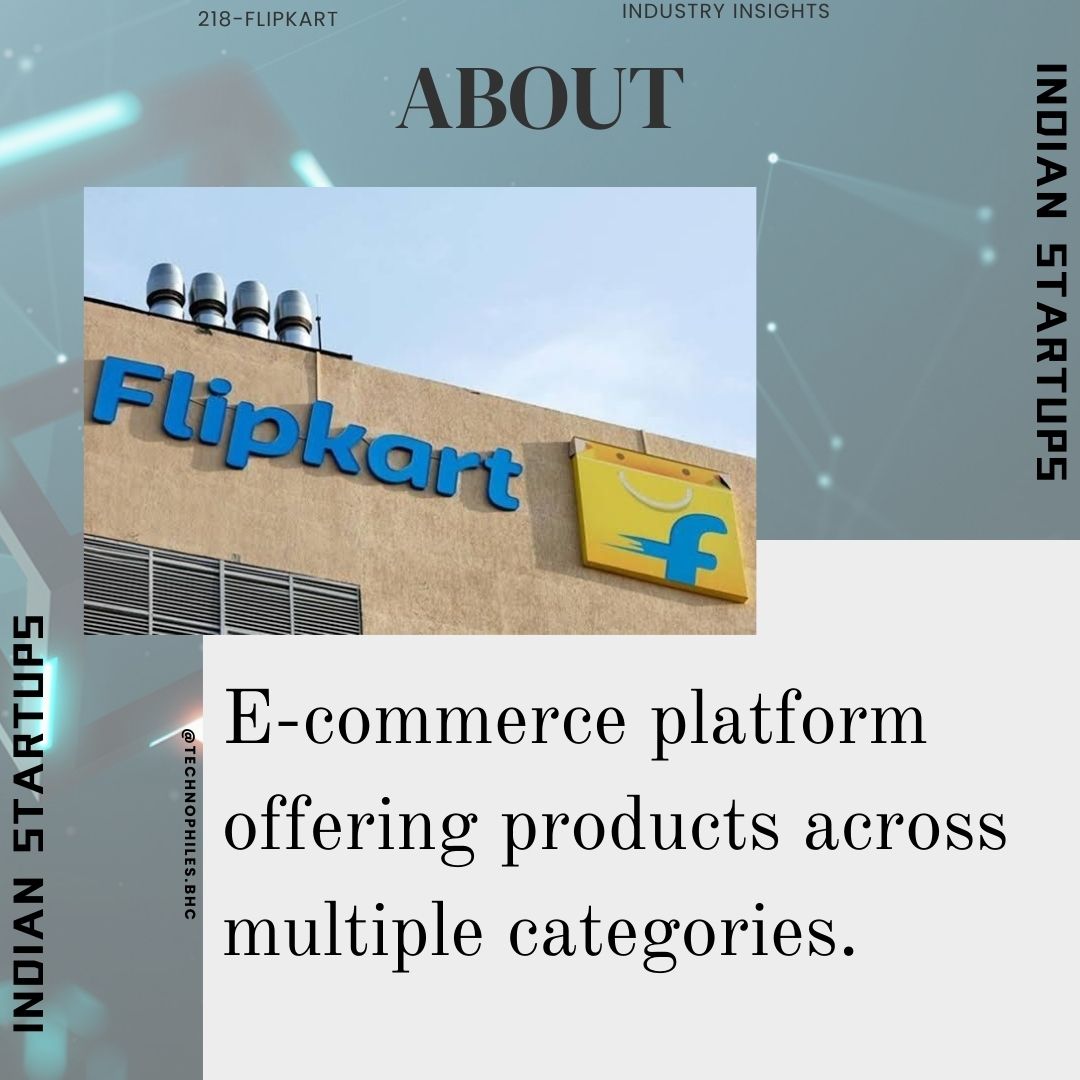 218-FLIPKART
INDUSTRY INSIGHTS
ABOUT
INDIAN STARTUPS
Flipkart
f
E-commerce platform
offering products across
multiple categories.
@TECHNOPHILES.BHC
INDIAN STARTUPS